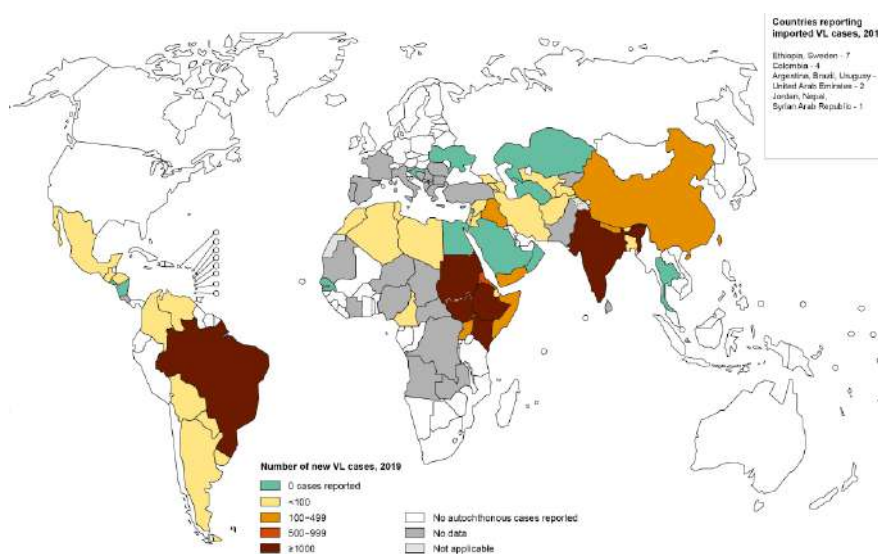 Countries reporting
imported VL cases, 201
Ethiopia, Sweden - 7
Colombia - 4
Argentina, Brazil, Uruguay -
United Arab Emirates - 2
Jordan, Nepal,
Syrian Arab Republic - 1
Number of new VL cases, 2019
0 cases reported
<100
100–499
500–999
≥1000
No autochthonous cases reported
No data
Not applicable